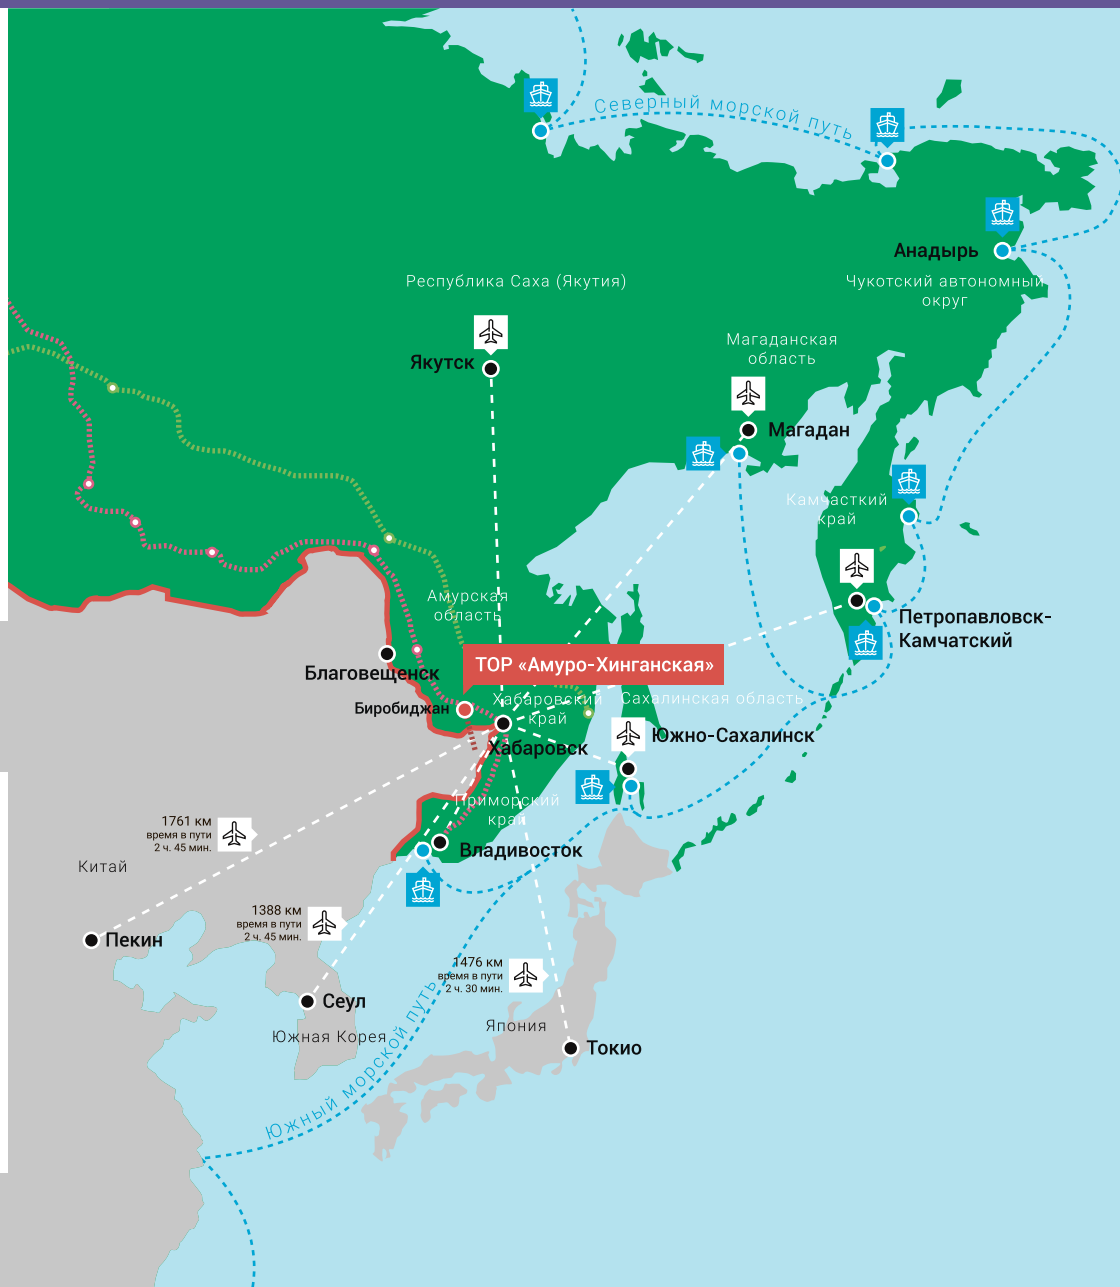 Северный морской путь
Анадырь
Чукотский автономный
округ
Республика Саха (Якутия)
Якутск
Магаданская
область
Магадан
Камчасткий
край
Амурская
область
Петропавловск-
Камчатский
ТОР «Амуро-Хинганская»
Благовещенск
Биробиджан
Хабаровский
край
Сахалинская область
Хабаровск
Южно-Сахалинск
Приморский
край
Владивосток
1761 км
время в пути
2 ч. 45 мин.
Китай
Пекин
1388 км
время в пути
2 ч. 45 мин.
1476 км
время в пути
2 ч. 30 мин.
Сеул
Южная Корея
Япония
Токио
Южный морской путь